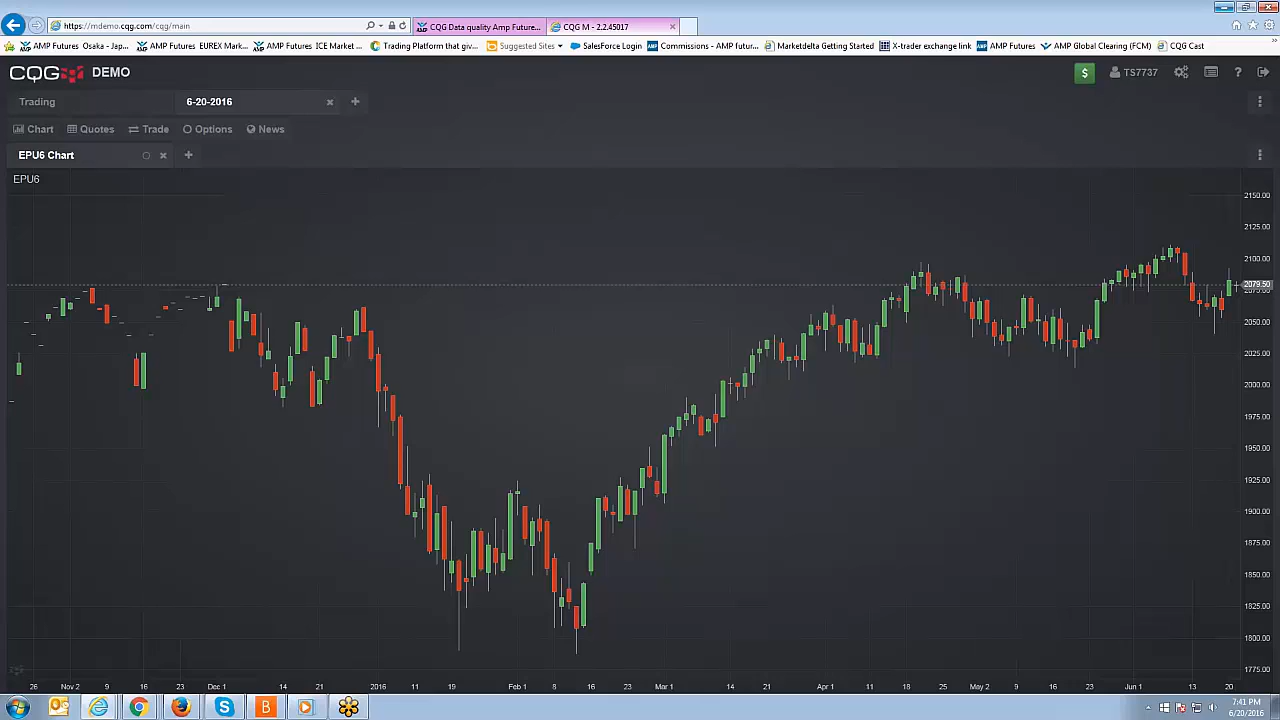 https://mdemo.cqg.com/cqg/main
CQG Data quality Amp Future...
CQG M - 2.2.45017
AMP Futures Osaka - Jap...
AMP Futures EUREX Mark...
AMP Futures ICE Market ...
Trading Platform that giv...
Suggested Sites
SalesForce Login
Commissions - AMP futur...
Marketdelta Getting Started
X-trader exchange link
AMP Futures
AMP Global Clearing (FCM)
Cqg Cast
CQG DEMO
$ TS7737 ?
Trading 6-20-2016
Chart Quotes Trade Options News
EPU6 Chart
EPU6
2150.00
2125.00
2100.00
2079.50
2050.00
2025.00
2000.00
1975.00
1950.00
1925.00
1900.00
1875.00
1850.00
1825.00
1800.00
1775.00
26 Nov 2 9 16 23 Dec 1 14 21 2016 11 19 Feb 1 8 16 23 Mar 1 14 21 Apr 1 11 18 25 May 2 9 16 23 Jun 1 13 20
7:41 PM
6/20/2016